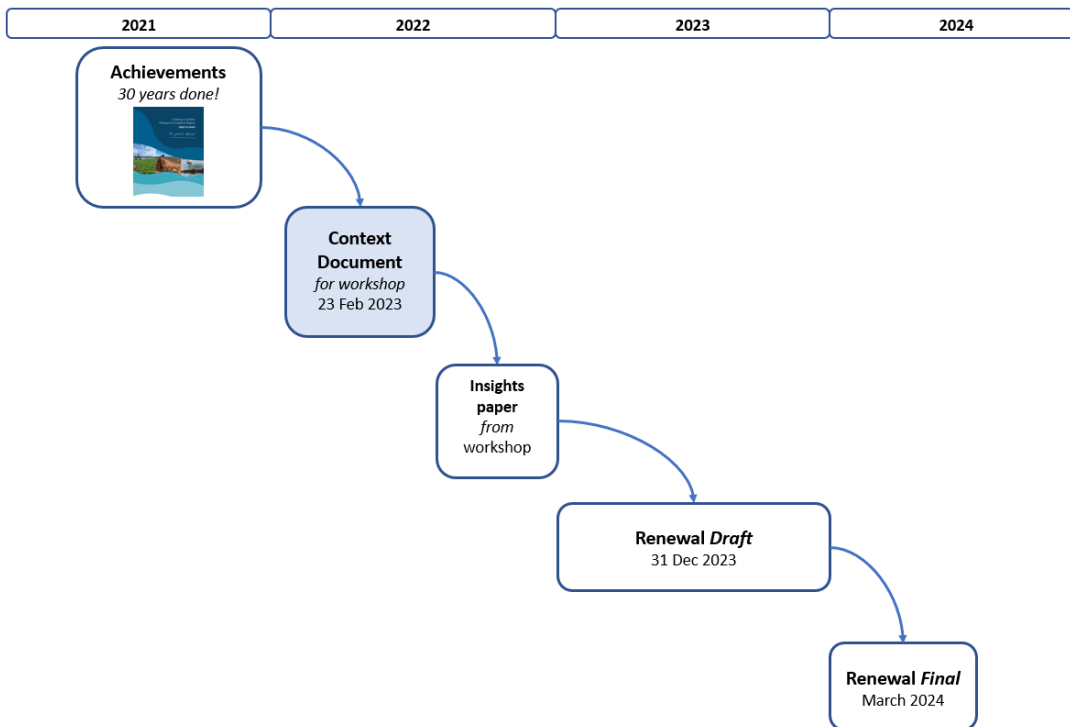 2021
2022
2023
2024
Achievements
30 years done!
Context
Document
for workshop
23 Feb 2023
Insights
paper
from
workshop
Renewal Draft
31 Dec 2023
Renewal Final
March 2024